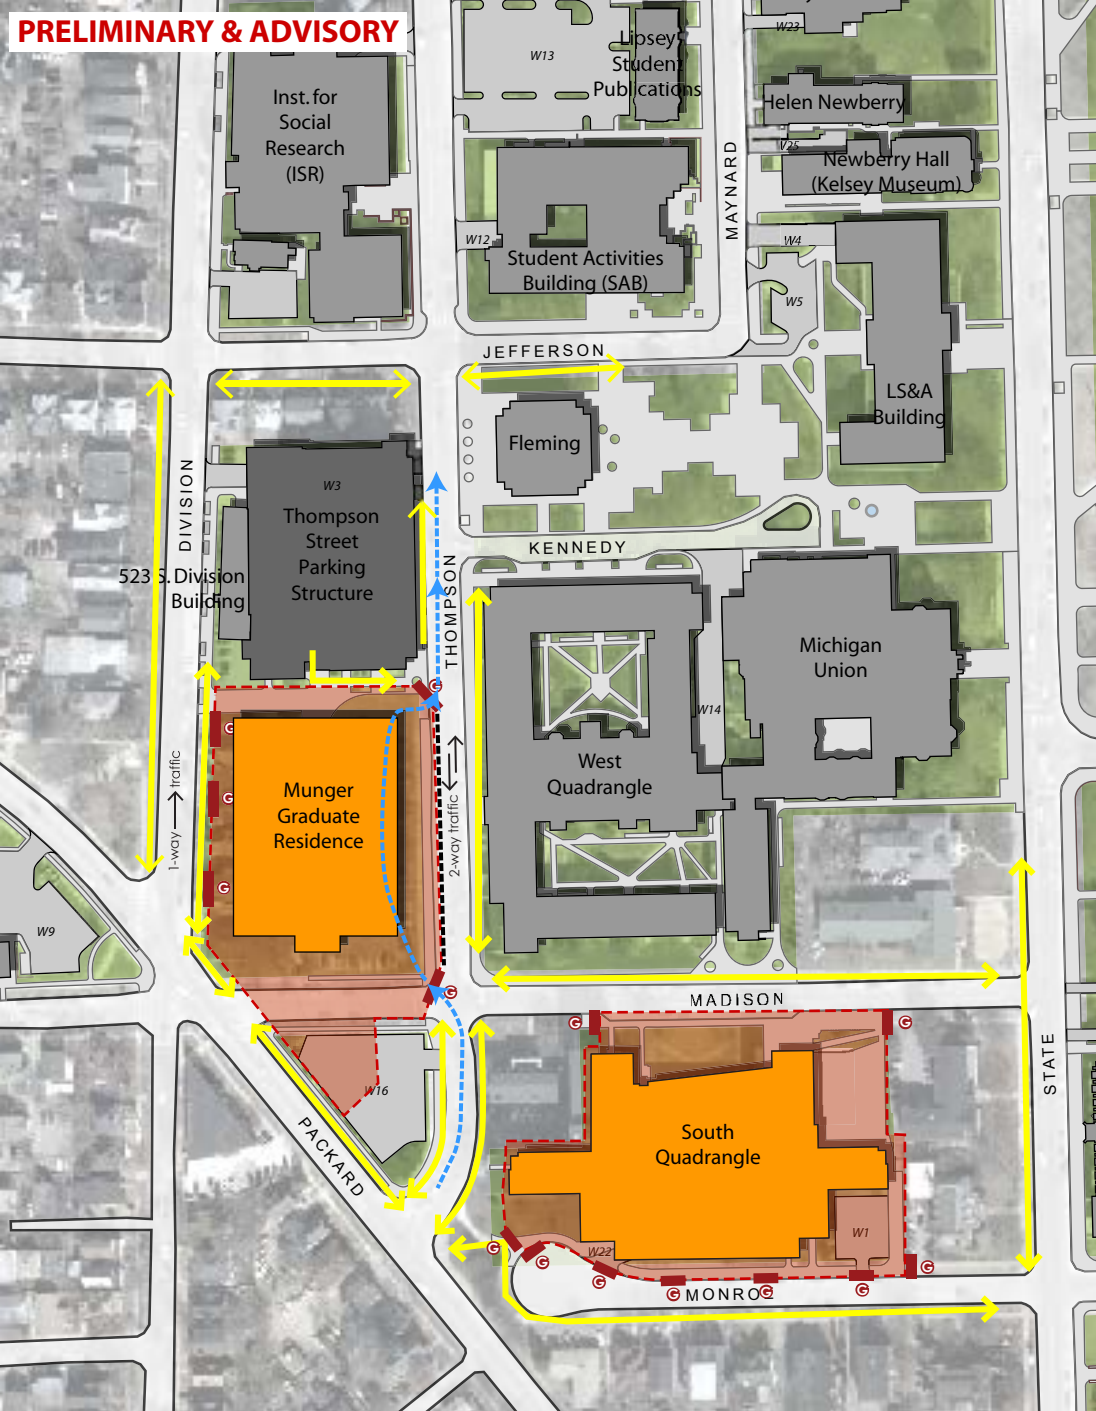 PRELIMINARY & ADVISORY
W23
W13
Lipsey
Student
Publications
Inst. for
Social
Research
(ISR)
Helen Newberry
V25
Newberry Hall
(Kelsey Museum)
MAYNARD
W12
W4
Student Activities
Building (SAB)
W5
JEFFERSON
LS&A
Building
Fleming
DIVISION
W3
Thompson
Street
Parking
Structure
KENNEDY
523 S. Division
Building
THOMPSON
Michigan
Union
G
W14
G
1-way
traffic
2-way traffic
West
Quadrangle
Munger
Graduate
Residence
G
G
W9
G
MADISON
G
G
STATE
W16
PACKARD
South
Quadrangle
W1
G
W22
G
G
G
G
G
G
MONROE